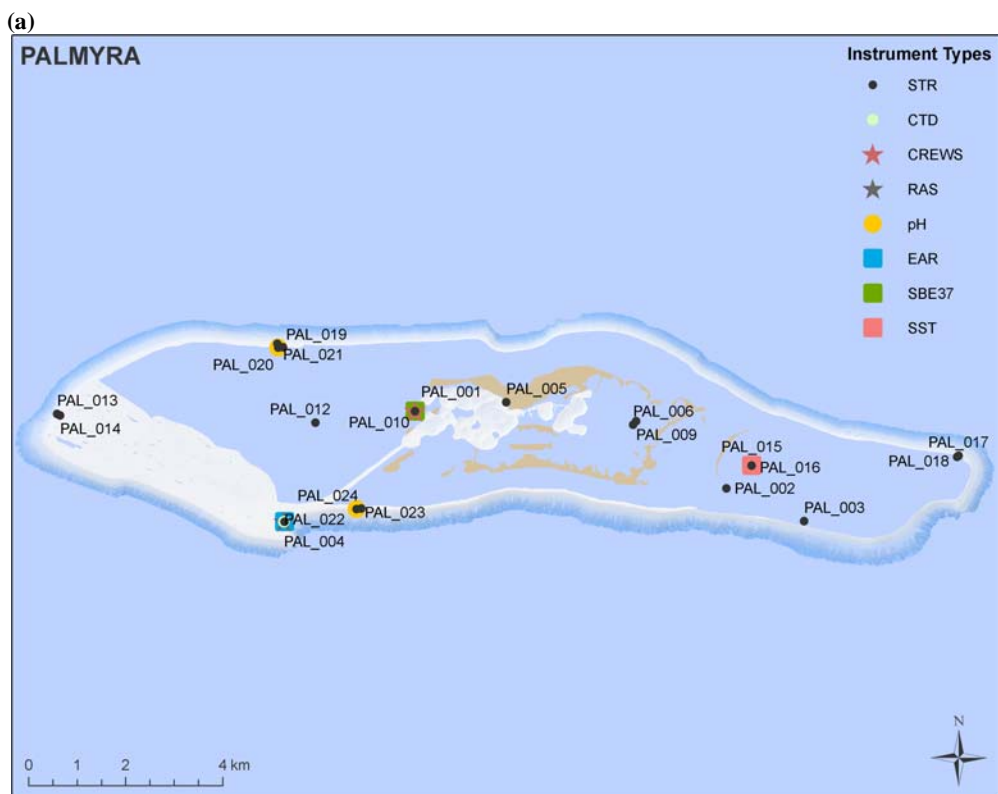 (a)
PALMYRA
Instrument Types
STR
CTD
CREWS
RAS
pH
EAR
SBE37
SST
PAL_019
PAL_021
PAL_020
PAL_013
PAL_014
PAL_012
PAL_001
PAL_010
PAL_005
PAL_006
PAL_009
PAL_015
PAL_016
PAL_002
PAL_017
PAL_018
PAL_003
PAL_024
PAL_023
PAL_022
PAL_004
N
0 1 2 4 km